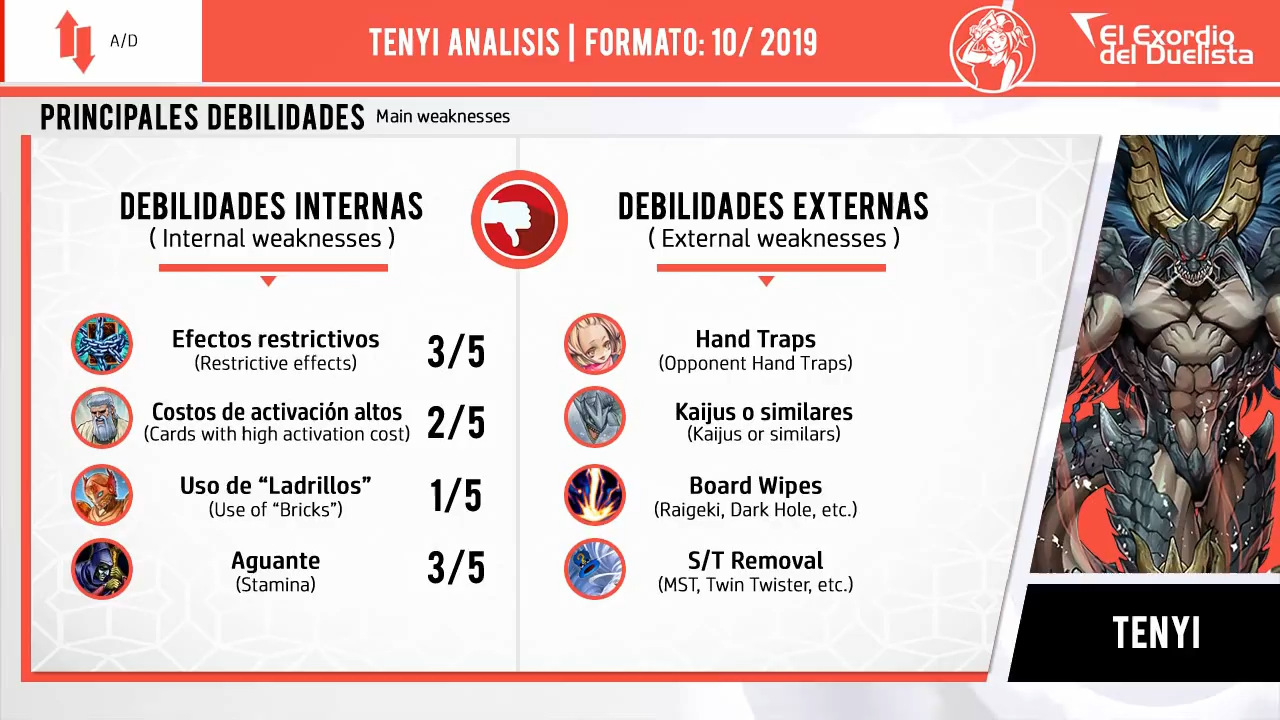 A/D
TENYI ANALISIS | FORMATO: 10/ 2019
El Exordio
del Duelista
PRINCIPALES DEBILIDADES Main weaknesses
DEBILIDADES INTERNAS
( Internal weaknesses )
Efectos restrictivos
(Restrictive effects)
3/5
Costos de activación altos
(Cards with high activation cost)
2/5
Uso de “Ladrillos”
(Use of “Bricks”)
1/5
Aguante
(Stamina)
3/5
DEBILIDADES EXTERNAS
( External weaknesses )
Hand Traps
(Opponent Hand Traps)
Kaijus o similares
(Kaijus or similars)
Board Wipes
(Raigeki, Dark Hole, etc.)
S/T Removal
(MST, Twin Twister, etc.)
TENYI